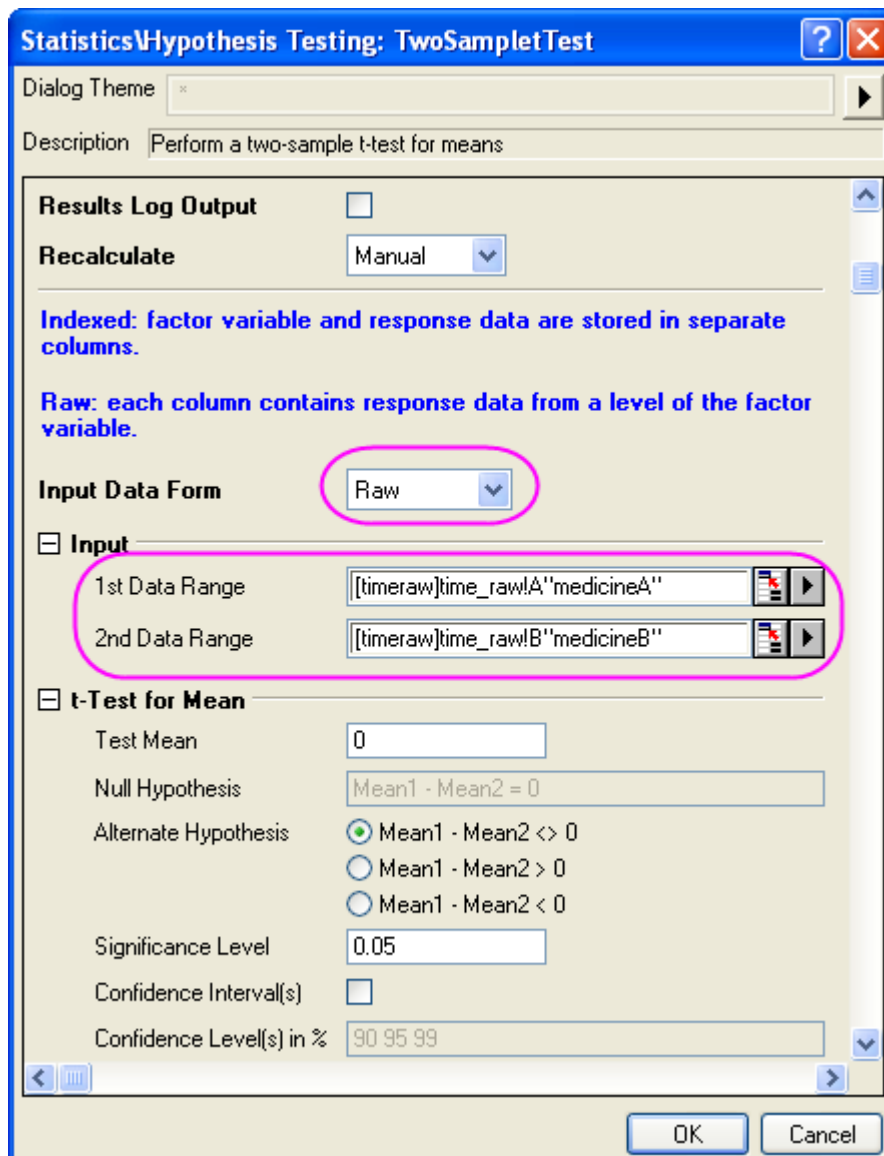 Statistics\Hypothesis Testing: TwoSampletTest
Dialog Theme *
Description Perform a two-sample t-test for means
Results Log Output
Recalculate Manual
Indexed: factor variable and response data are stored in separate
columns.
Raw: each column contains response data from a level of the factor
variable.
Input Data Form Raw
Input
1st Data Range [timeraw]time_raw!A"medicineA"
2nd Data Range [timeraw]time_raw!B"medicineB"
t-Test for Mean
Test Mean 0
Null Hypothesis Mean1 - Mean2 = 0
Alternate Hypothesis Mean1 - Mean2 <> 0
Mean1 - Mean2 > 0
Mean1 - Mean2 < 0
Significance Level 0.05
Confidence Interval(s)
Confidence Level(s) in % 90 95 99
OK Cancel